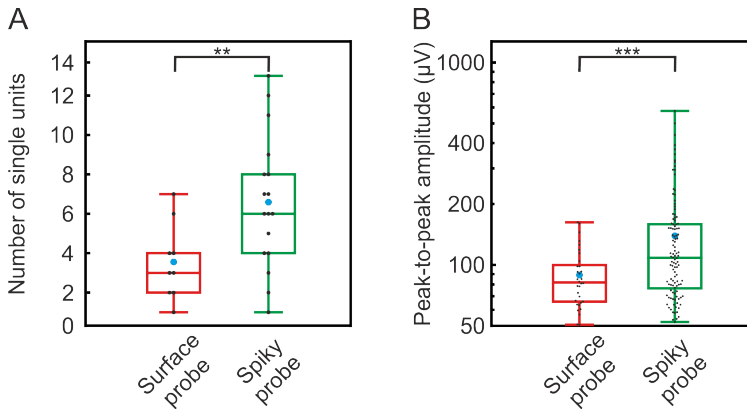 A
Number of single units
14
12
10
8
6
4
2
0
**
Surface
probe
Spiky
probe
B
Peak-to-peak amplitude (μV)
1000
400
200
100
50
***
Surface
probe
Spiky
probe